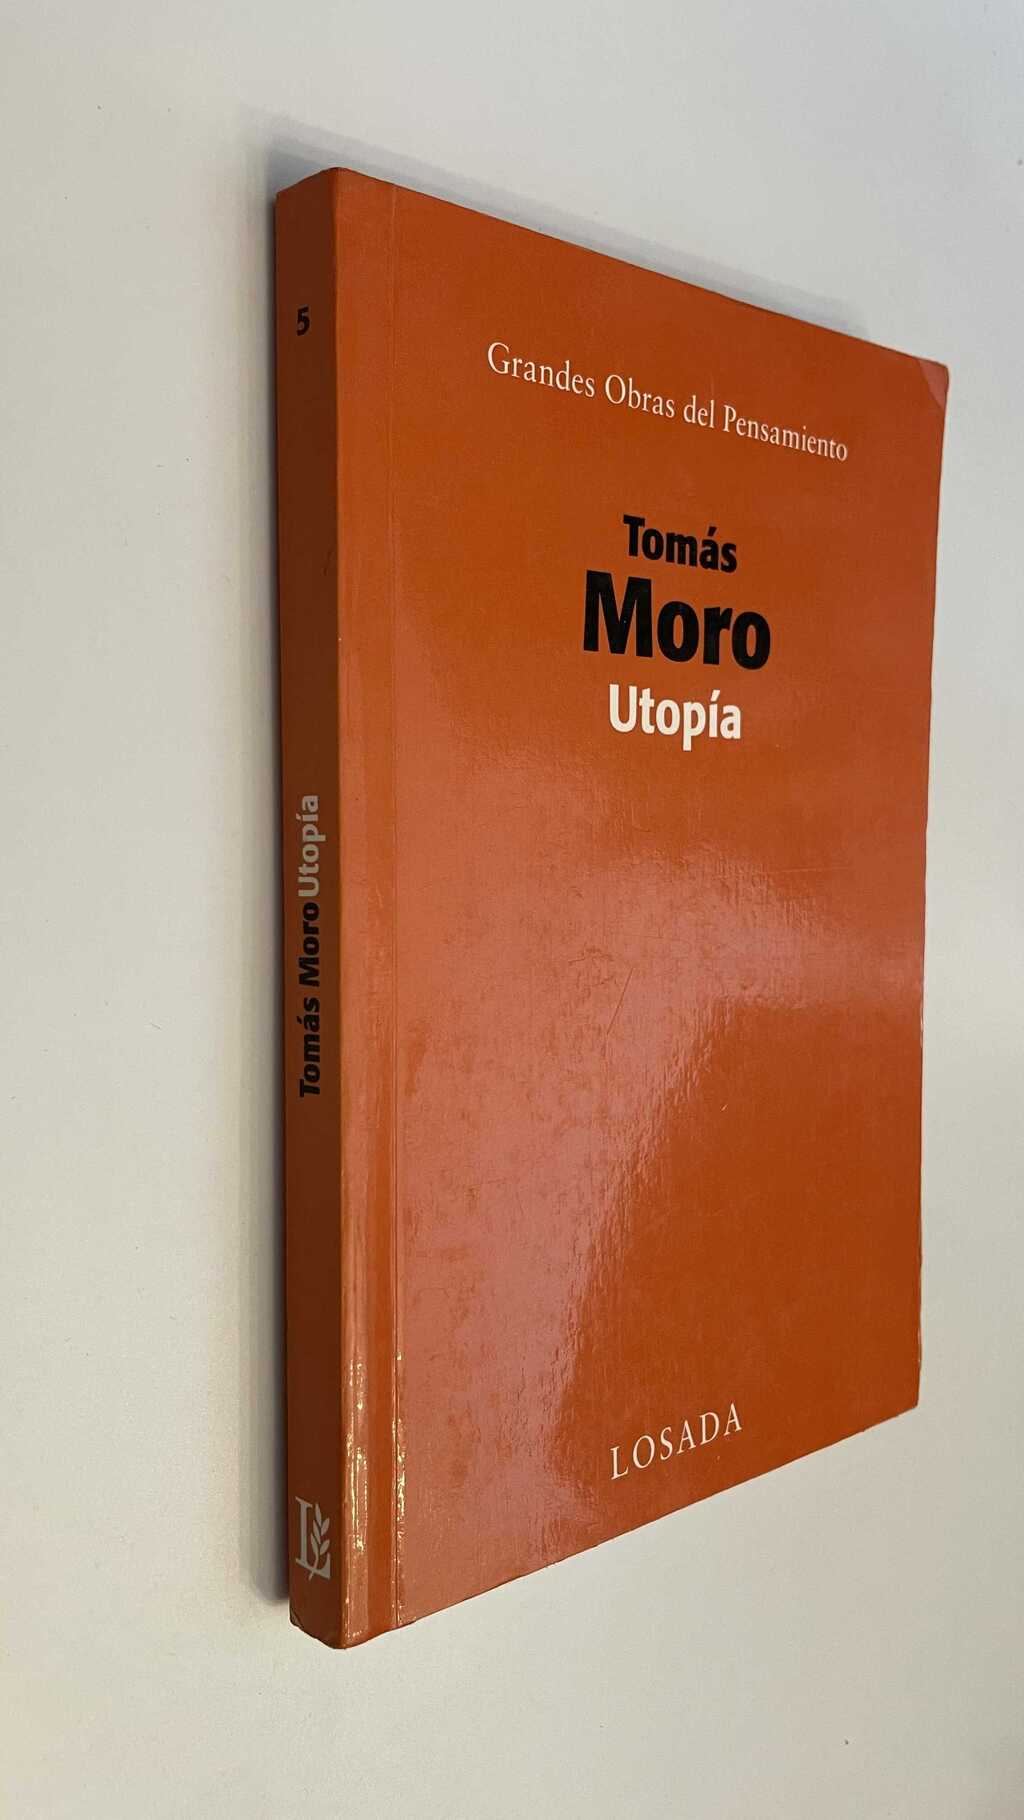 5
Tomás Moro Utopía
L
Grandes Obras del Pensamiento
Tomás
Moro
Utopía
LOSADA